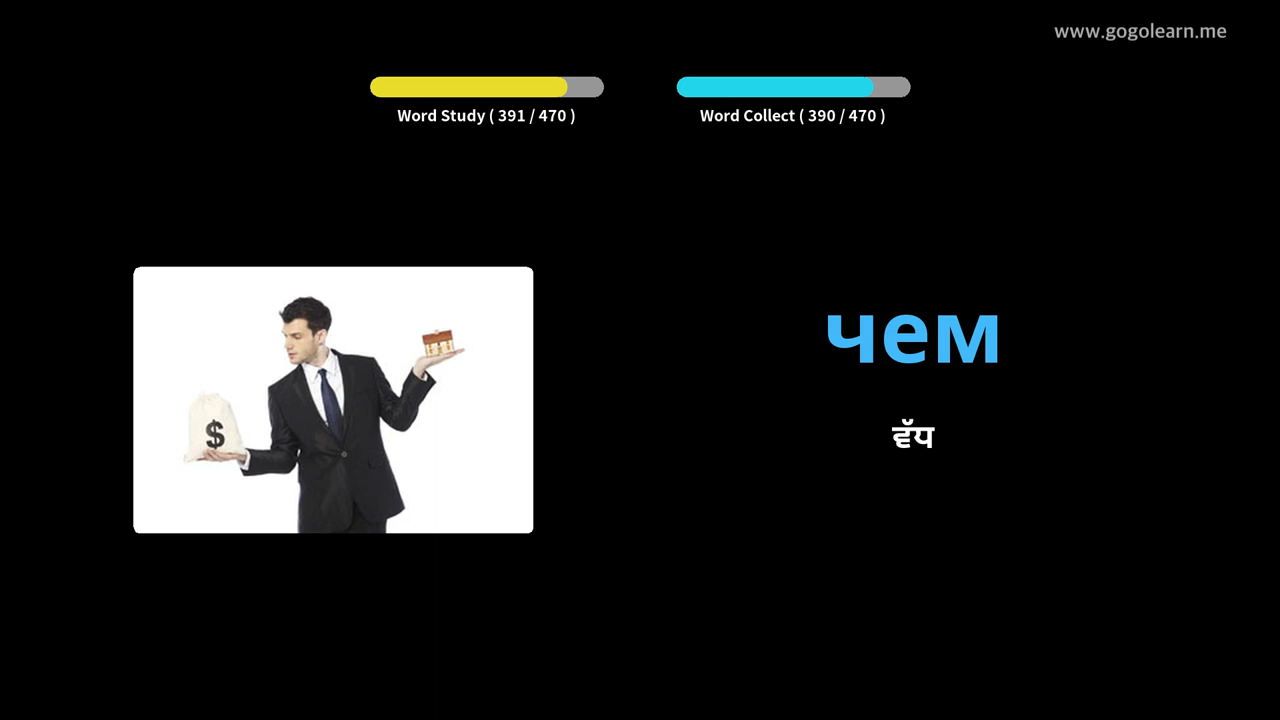 www.gogolearn.me
Word Study ( 391 / 470 )
Word Collect ( 390 / 470 )
чем
ਵੱਧ
$